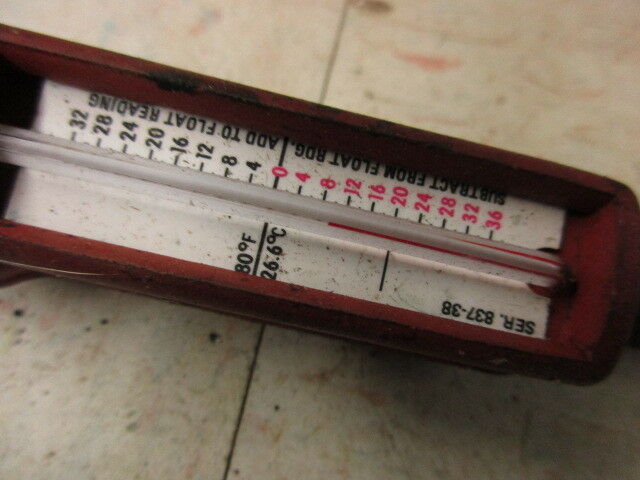 SER. 837-38
80°F
26.6°C
36 32 28 24 20 16 12 8 4 0 4 8 12 16 20 24 28 32
SUBTRACT FROM FLOAT RDG. ADD TO FLOAT READING